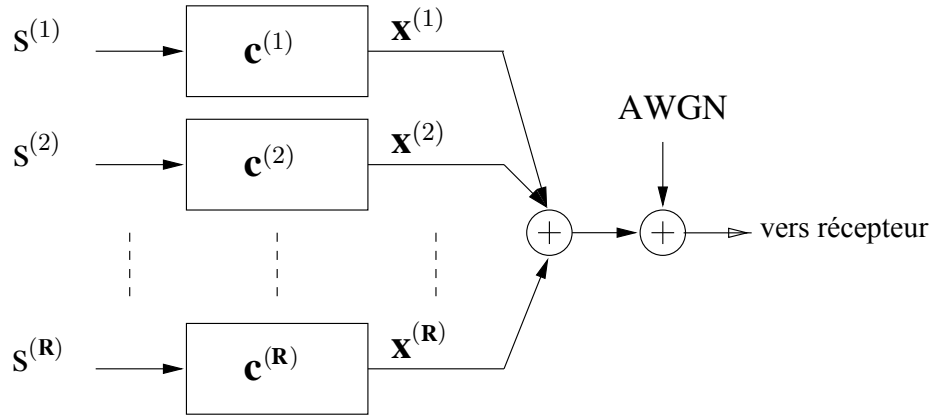 s^(1) c^(1) x^(1)
AWGN
s^(2) c^(2) x^(2)
+ + vers récepteur
s^(R) c^(R) x^(R)